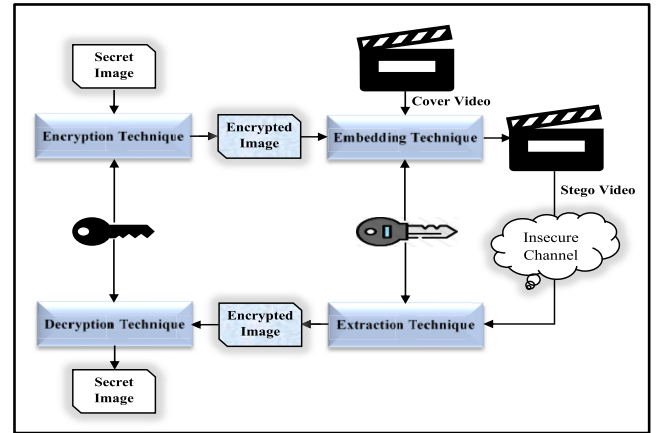 Secret
Image
Cover Video
Encryption Technique
Encrypted
Image
Embedding Technique
Stego Video
Insecure
Channel
Decryption Technique
Encrypted
Image
Extraction Technique
Secret
Image